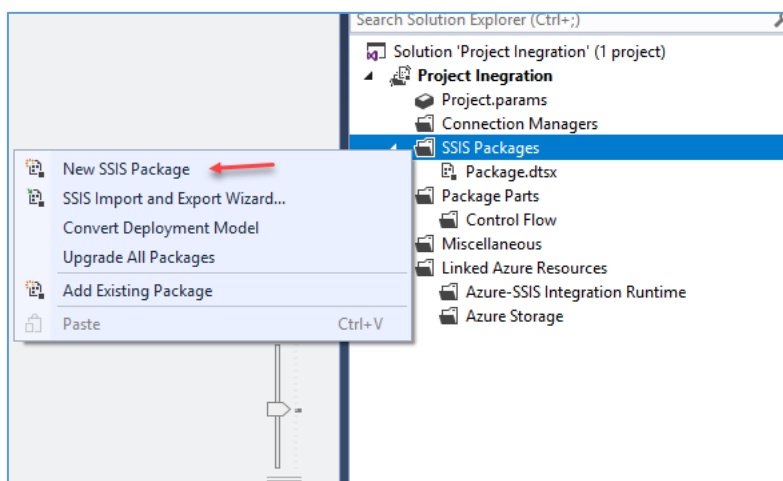 Search Solution Explorer (Ctrl+;)
Solution 'Project Inegration' (1 project)
Project Inegration
Project.params
Connection Managers
SSIS Packages
Package.dtsx
Package Parts
Control Flow
Miscellaneous
Linked Azure Resources
Azure-SSIS Integration Runtime
Azure Storage
New SSIS Package
SSIS Import and Export Wizard...
Convert Deployment Model
Upgrade All Packages
Add Existing Package
Paste Ctrl+V